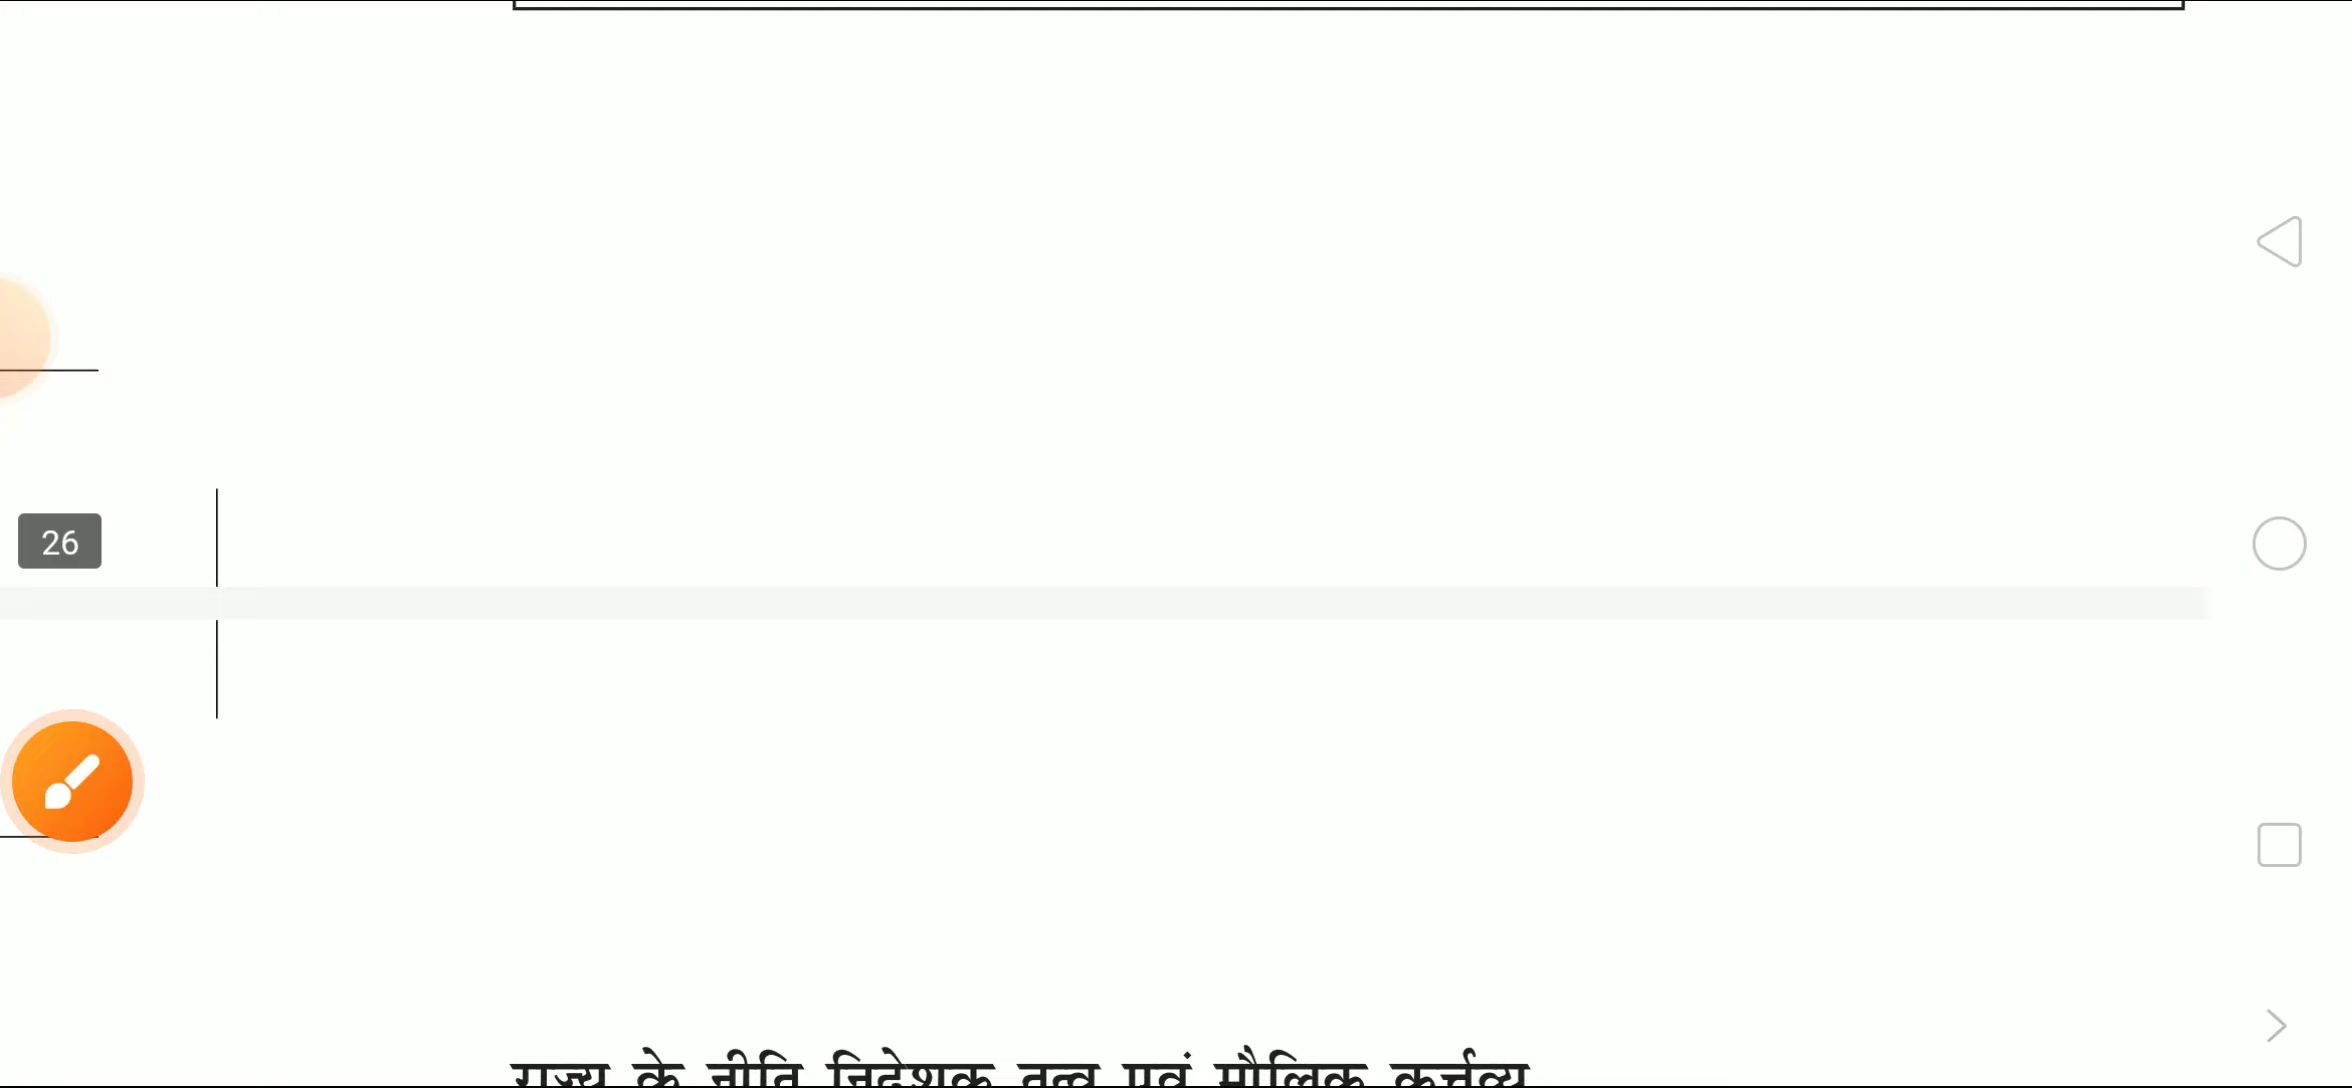 26
राज्य के नीति निदेशक तत्व एवं मौलिक कर्त्तव्य